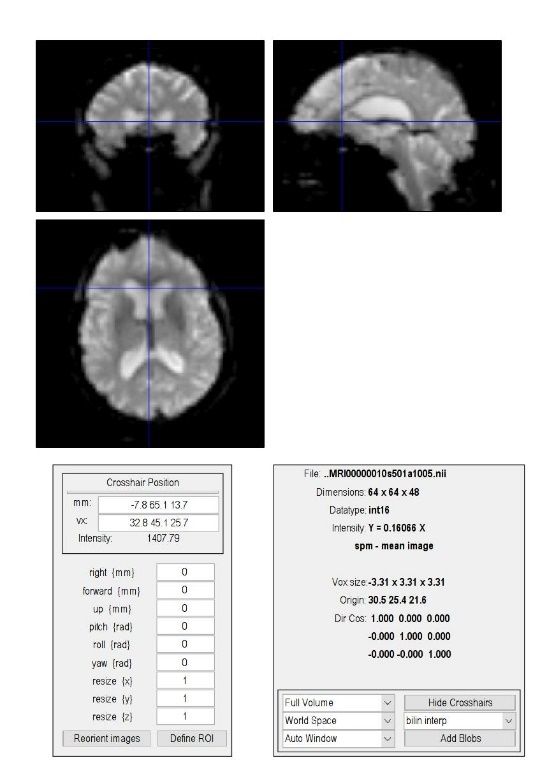 Crosshair Position
mm: -7.8 65.1 13.7
vx: 32.8 45.1 25.7
Intensity: 1407.79
right {mm} 0
forward {mm} 0
up {mm} 0
pitch {rad} 0
roll {rad} 0
yaw {rad} 0
resize {x} 1
resize {y} 1
resize {z} 1
Reorient images Define ROI
File: ..MRI00000010s501a1005.nii
Dimensions: 64 x 64 x 48
Datatype: int16
Intensity: Y = 0.16066 X
spm - mean image
Vox size: -3.31 x 3.31 x 3.31
Origin: 30.5 25.4 21.6
Dir Cos: 1.000 0.000 0.000
-0.000 1.000 0.000
-0.000 -0.000 1.000
Full Volume Hide Crosshairs
World Space bilin interp
Auto Window Add Blobs